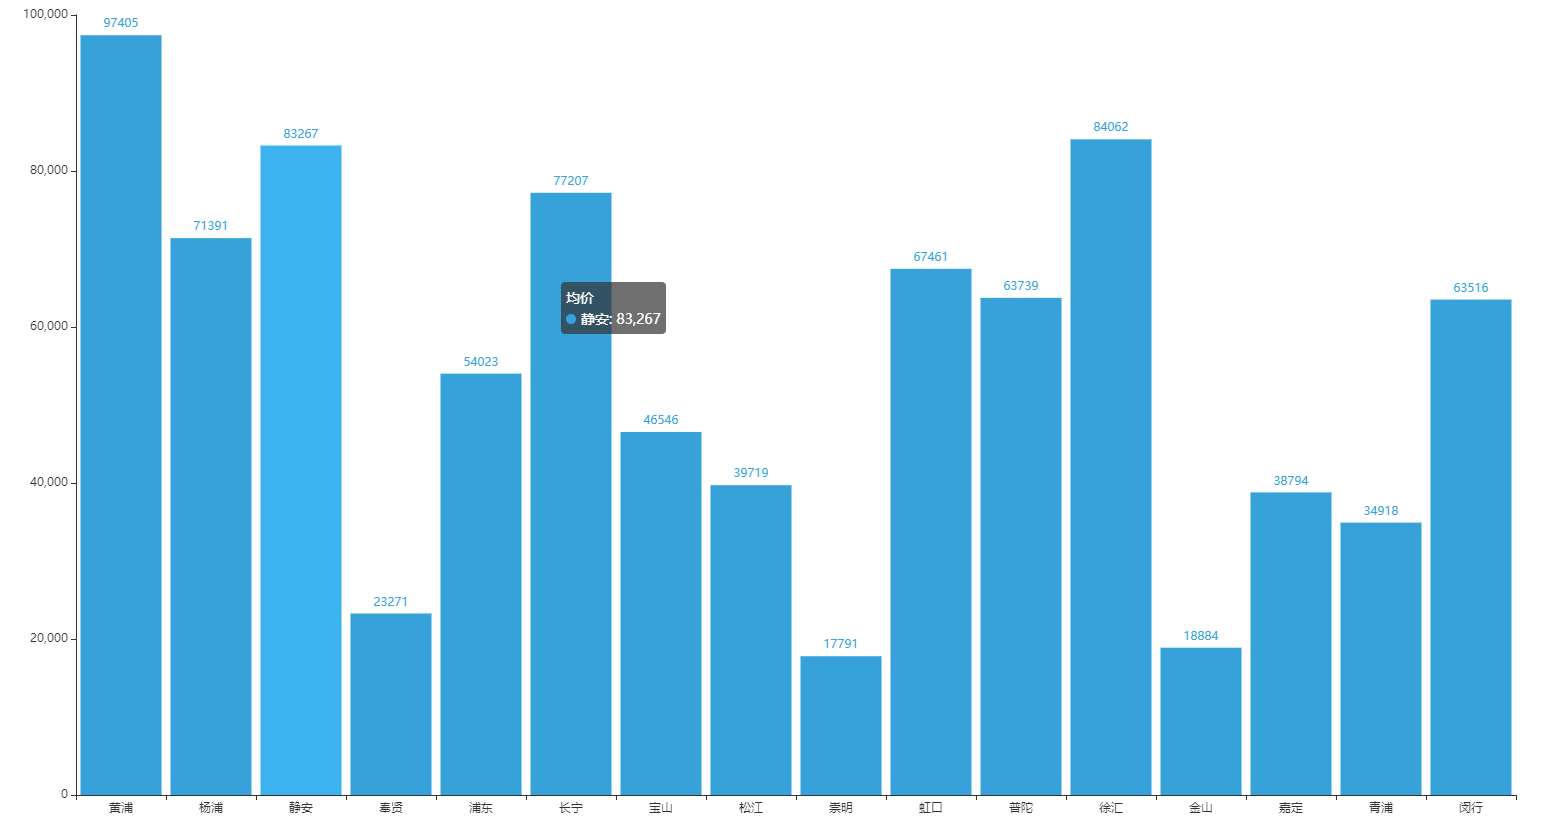 100,000
80,000
60,000
40,000
20,000
0
97405
71391
83267
23271
54023
77207
46546
39719
17791
67461
63739
84062
18884
38794
34918
63516
均价
静安: 83,267
黄浦
杨浦
静安
奉贤
浦东
长宁
宝山
松江
崇明
虹口
普陀
徐汇
金山
嘉定
青浦
闵行